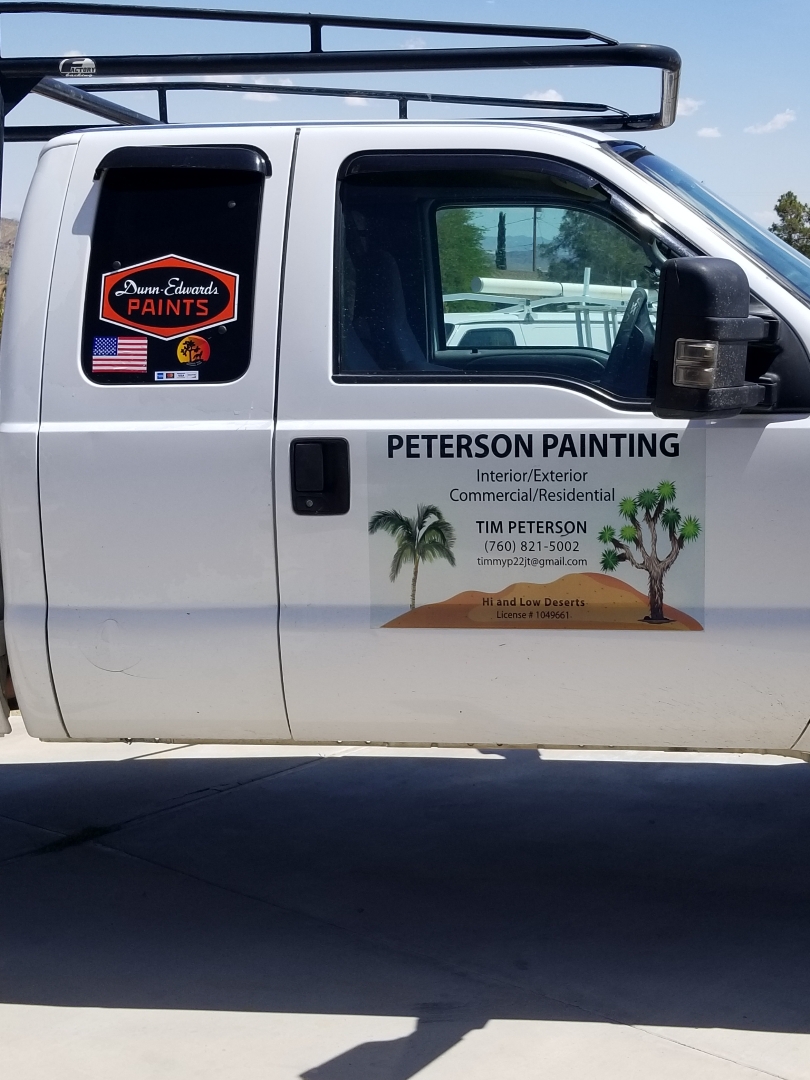 FACTORY
Dunn-Edwards
PAINTS
PETERSON PAINTING
Interior/Exterior
Commercial/Residential
TIM PETERSON
(760) 821-5002
timmyp22jt@gmail.com
Hi and Low Deserts
License # 1049661